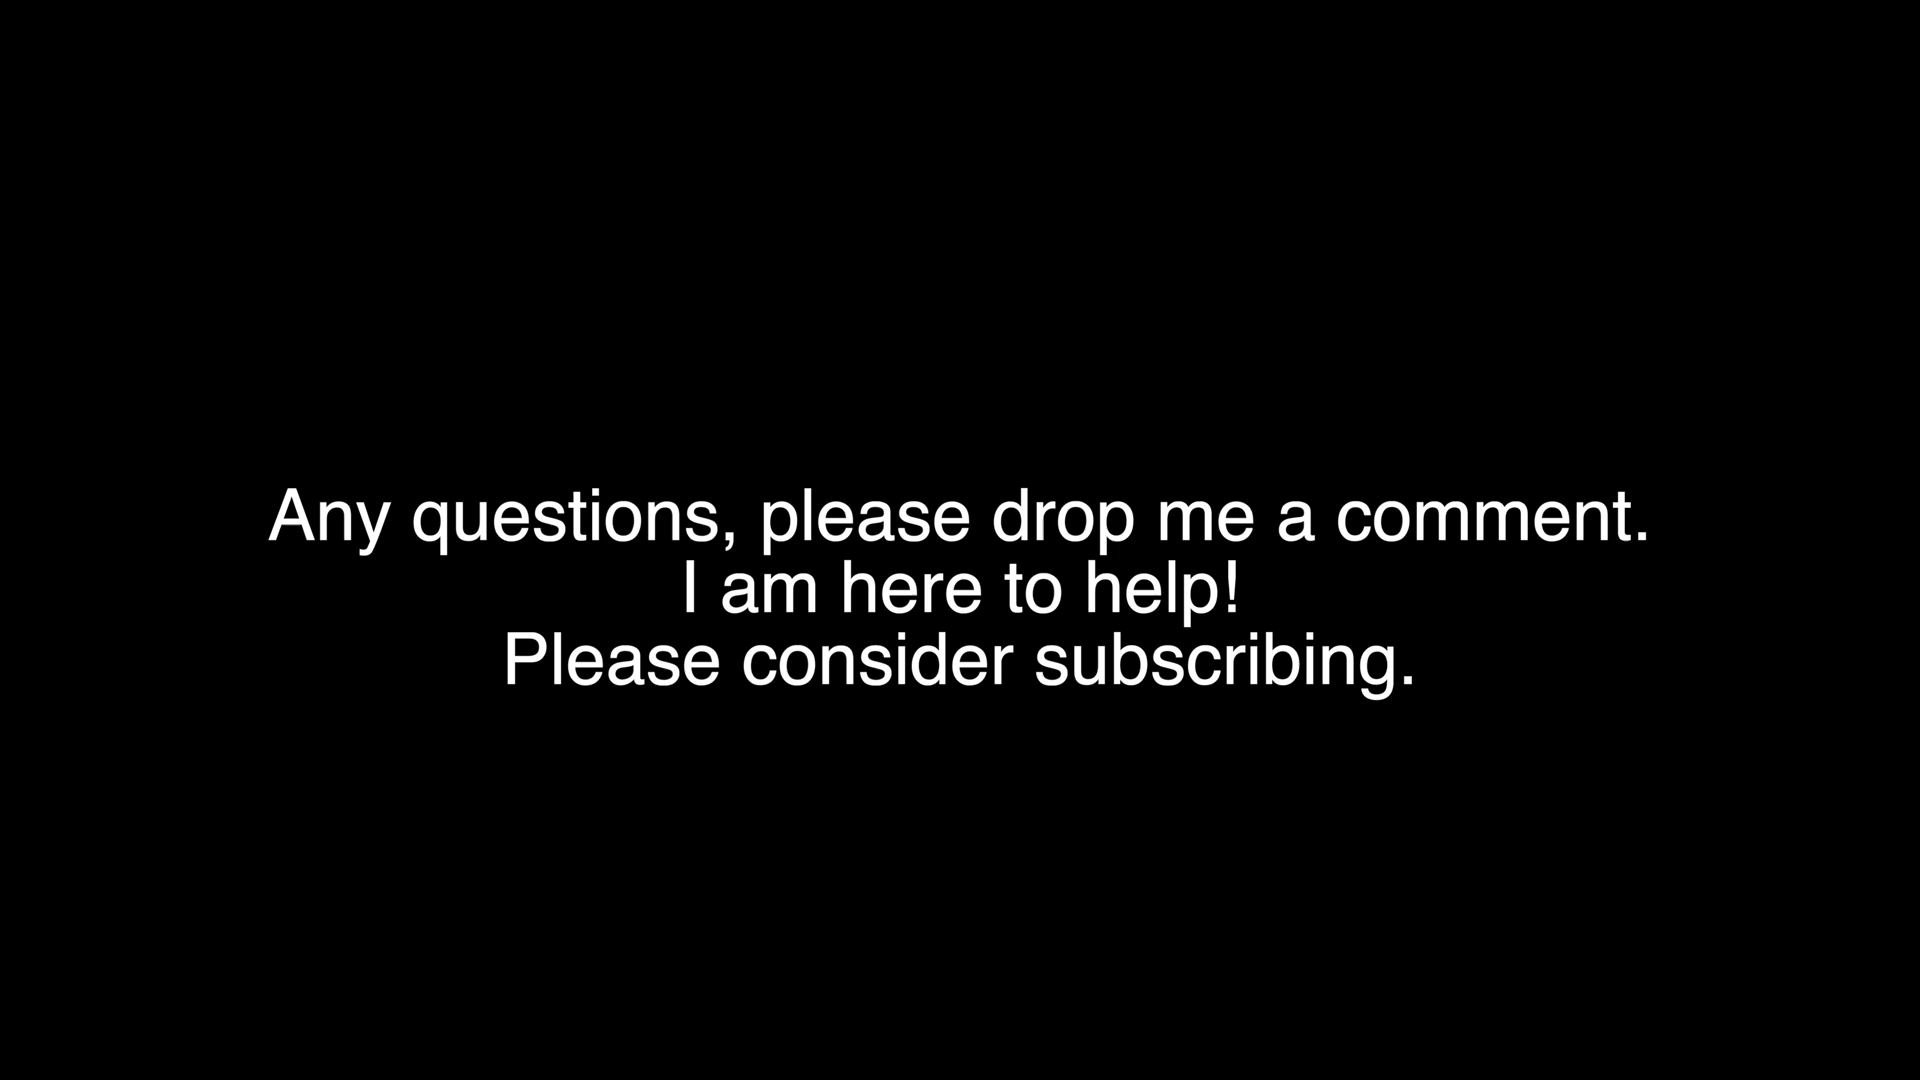 Any questions, please drop me a comment.
I am here to help!
Please consider subscribing.